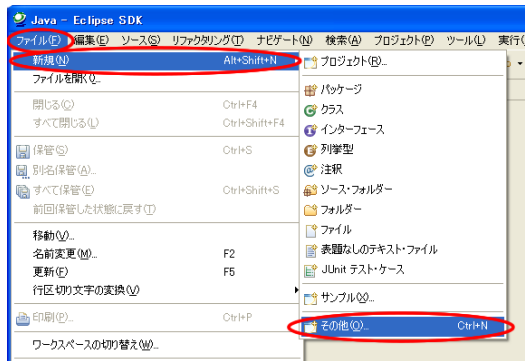 Java - Eclipse SDK
ファイル(F) 編集(E) ソース(S) リファクタリング(T) ナビゲート(N) 検索(A) プロジェクト(P) ツール(L) 実行(
新規(N) Alt+Shift+N
ファイルを開く(.)...
閉じる(C) Ctrl+F4
すべて閉じる(L) Ctrl+Shift+F4
保管(S) Ctrl+S
別名保管(A)...
すべて保管(E) Ctrl+Shift+S
前回保管した状態に戻す(T)
移動(V)...
名前変更(M)... F2
更新(F) F5
行区切り文字の変換(V)
印刷(P)... Ctrl+P
ワークスペースの切り替え(W)...
プロジェクト(R)...
パッケージ
クラス
インターフェース
列挙型
注釈
ソース・フォルダー
フォルダー
ファイル
表題なしのテキスト・ファイル
JUnit テスト・ケース
サンプル(X)...
その他(O)... Ctrl+N